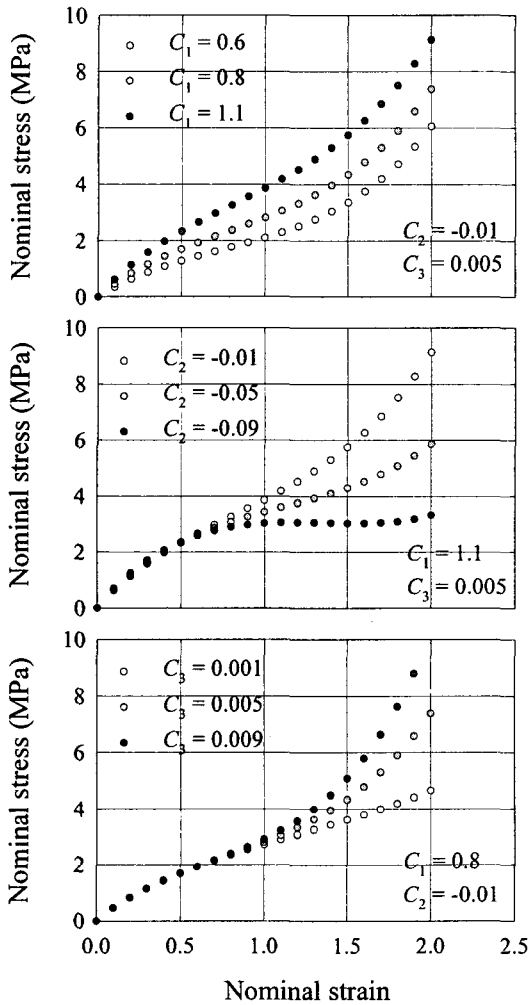 Nominal stress (MPa)
10
8
6
4
2
0
C1 = 0.6
C1 = 0.8
C1 = 1.1
C2 = -0.01
C3 = 0.005
Nominal stress (MPa)
10
8
6
4
2
0
C2 = -0.01
C2 = -0.05
C2 = -0.09
C1 = 1.1
C3 = 0.005
Nominal stress (MPa)
10
8
6
4
2
0
C3 = 0.001
C3 = 0.005
C3 = 0.009
C1 = 0.8
C2 = -0.01
0.0 0.5 1.0 1.5 2.0 2.5
Nominal strain